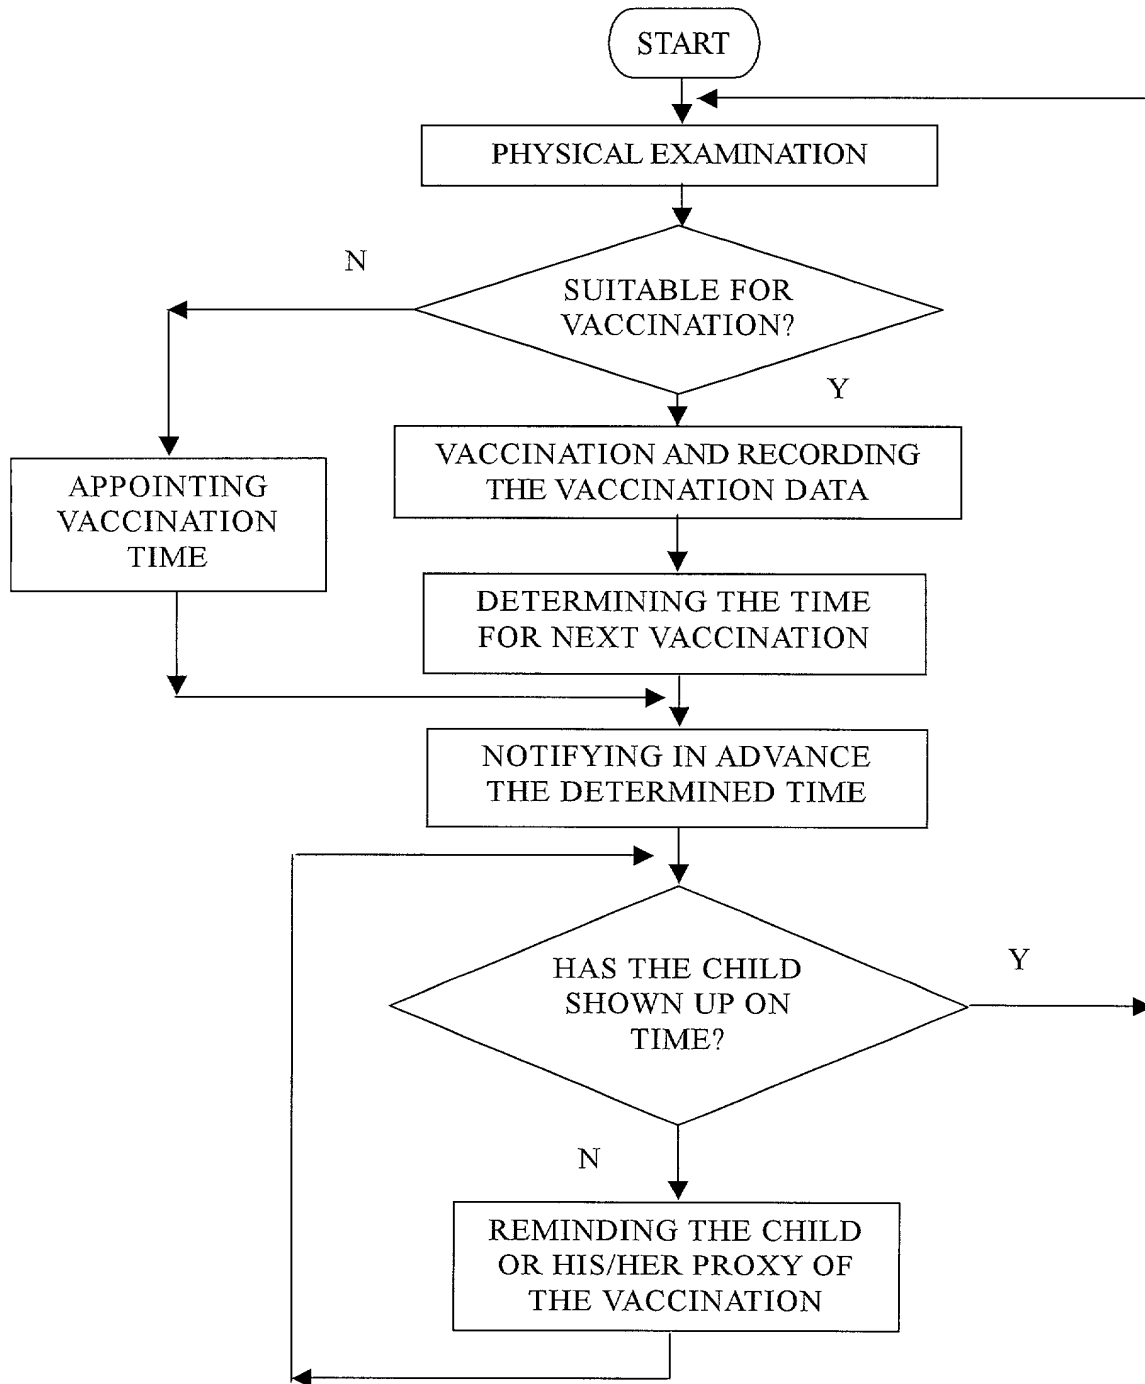 START
PHYSICAL EXAMINATION
N
SUITABLE FOR
VACCINATION?
Y
VACCINATION AND RECORDING
THE VACCINATION DATA
APPOINTING
VACCINATION
TIME
DETERMINING THE TIME
FOR NEXT VACCINATION
NOTIFYING IN ADVANCE
THE DETERMINED TIME
HAS THE CHILD
SHOWN UP ON
TIME?
Y
N
REMINDING THE CHILD
OR HIS/HER PROXY OF
THE VACCINATION